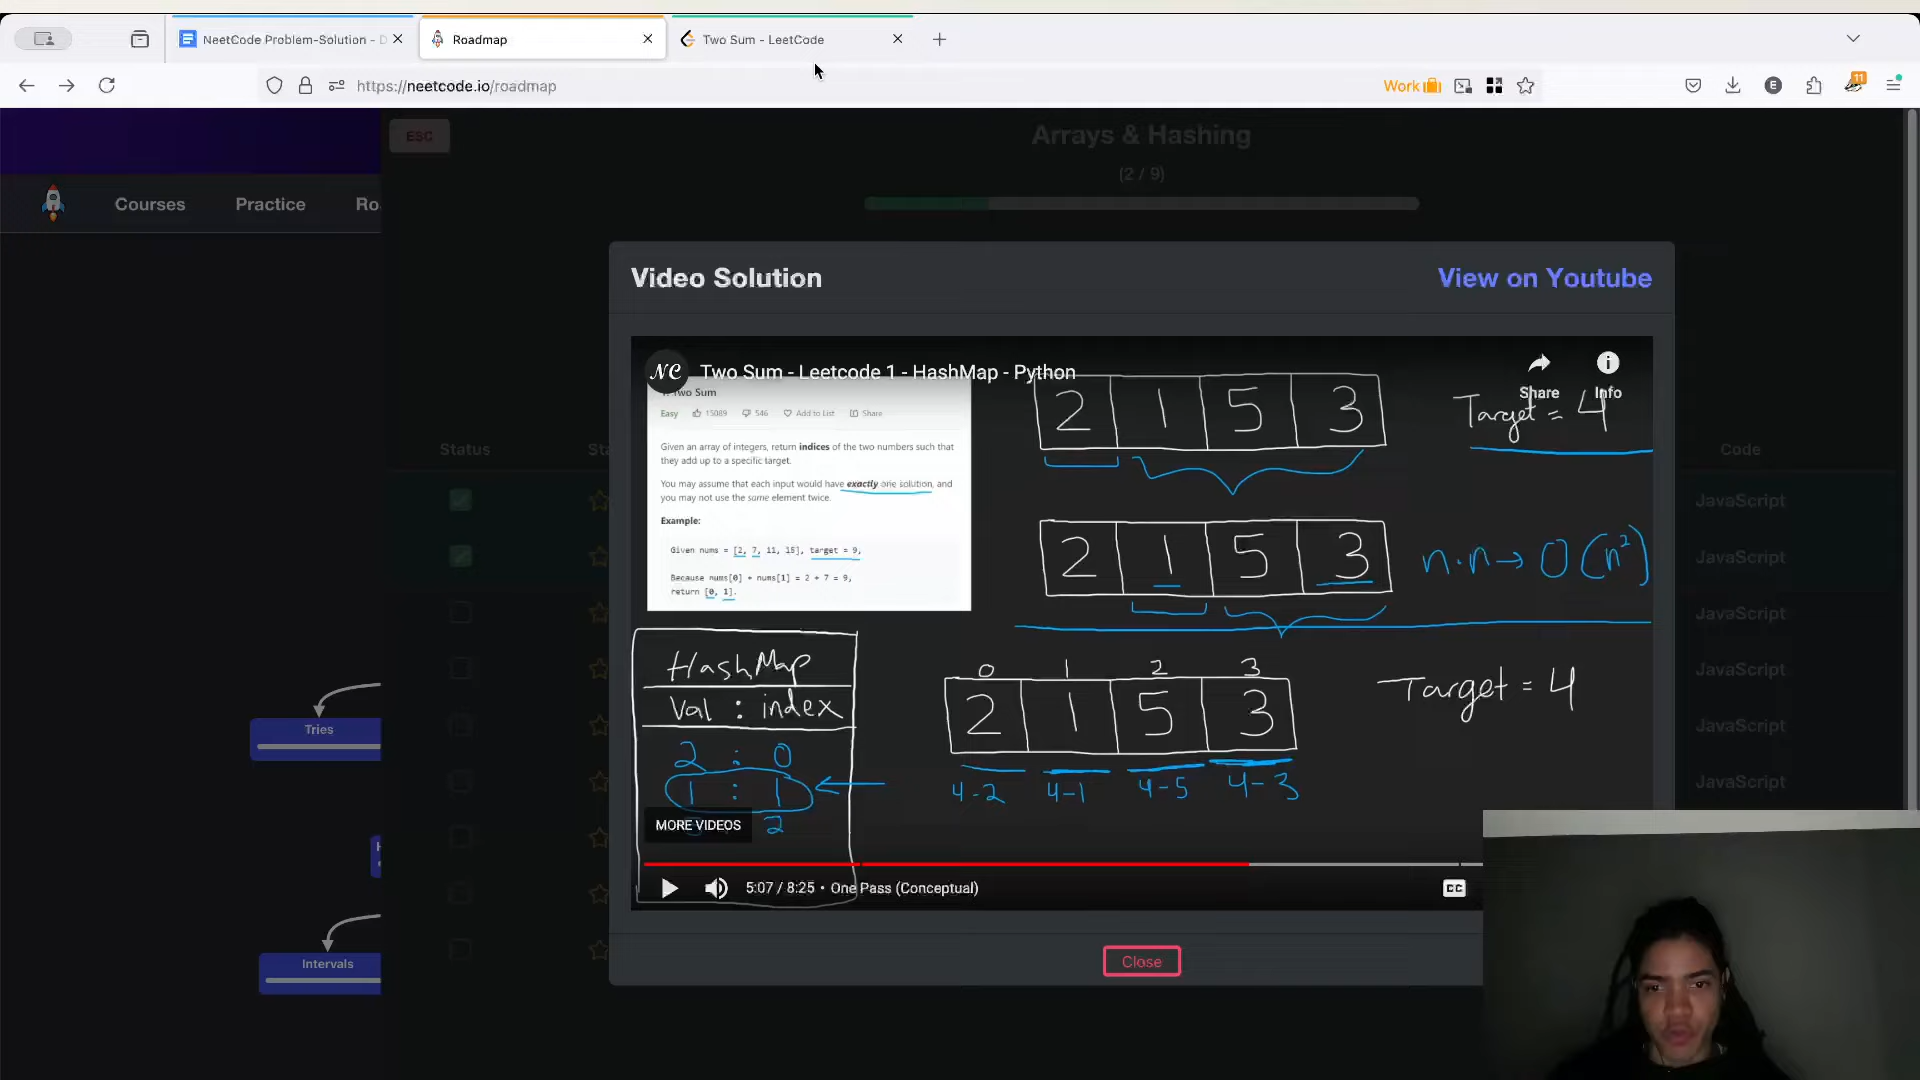 NeetCode Problem-Solution - D
Roadmap
Two Sum - LeetCode
https://neetcode.io/roadmap
Work
E
11
ESC
Arrays & Hashing
(2 / 9)
Courses
Practice
Ro
Video Solution
View on Youtube
NC
Two Sum - Leetcode 1 - HashMap - Python
Share
Info
Two Sum
Easy 15089 546 Add to List Share
Given an array of integers, return indices of the two numbers such that
they add up to a specific target.
You may assume that each input would have exactly one solution, and
you may not use the same element twice.
Example:
Given nums = [2, 7, 11, 15], target = 9,
Because nums[0] + nums[1] = 2 + 7 = 9,
return [0, 1].
2 1 5 3
Target = 4
2 1 5 3
n.n→ O(n²)
HashMap
Val : index
2 : 0
1 : 1
2
0 1 2 3
2 1 5 3
Target = 4
4-2 4-1 4-5 4-3
MORE VIDEOS
5:07 / 8:25 • One Pass (Conceptual)
CC
Close
Status
Sta
Code
JavaScript
JavaScript
JavaScript
JavaScript
JavaScript
JavaScript
Tries
H
Intervals